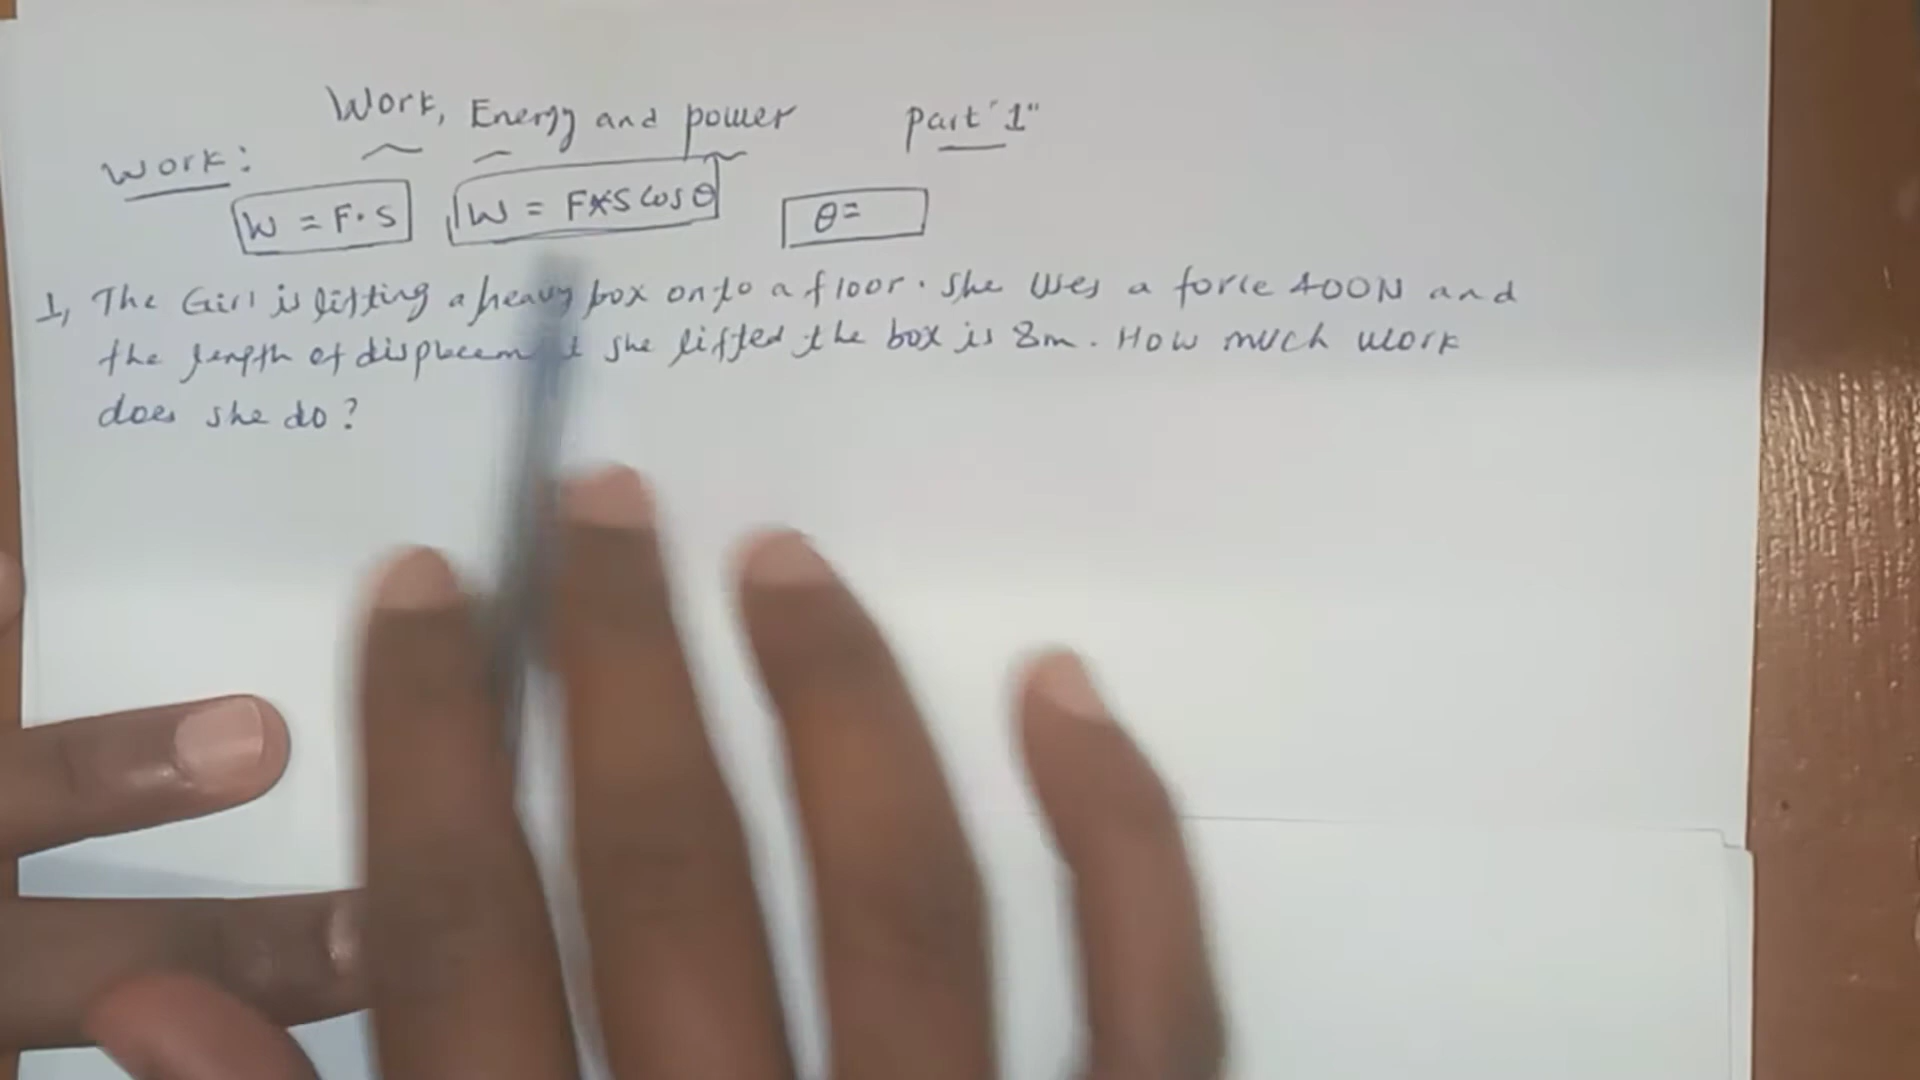 Work, Energy and power part "1"
Work:
W = F·S W = F*S cos θ θ=
1, The Girl is lifting a heavy box onto a floor. She uses a force 400N and
the length of she lifted the box is 8m. How much work
does she do?